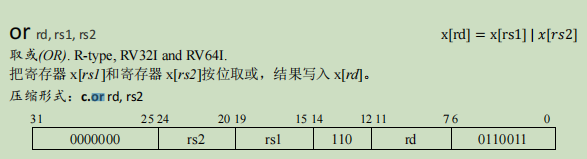 or rd, rs1, rs2 x[rd] = x[rs1] | x[rs2]
取或(OR). R-type, RV32I and RV64I.
把寄存器 x[rs1]和寄存器 x[rs2]按位取或，结果写入 x[rd]。
压缩形式：c.or rd, rs2
31 25 24 20 19 15 14 12 11 7 6 0
0000000 rs2 rs1 110 rd 0110011